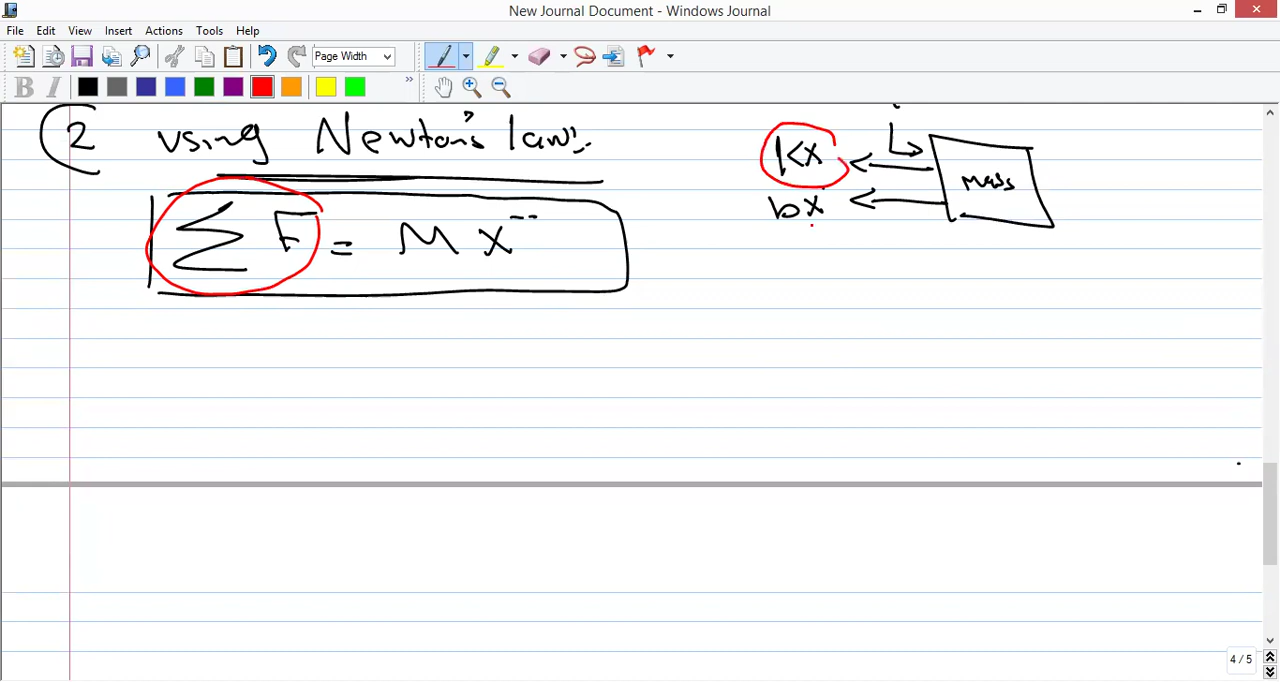 New Journal Document - Windows Journal
File Edit View Insert Actions Tools Help
Page Width
B I
2 using Newton's laws
Kx
Mass
bẋ
Σ F = M ẍ
4 / 5